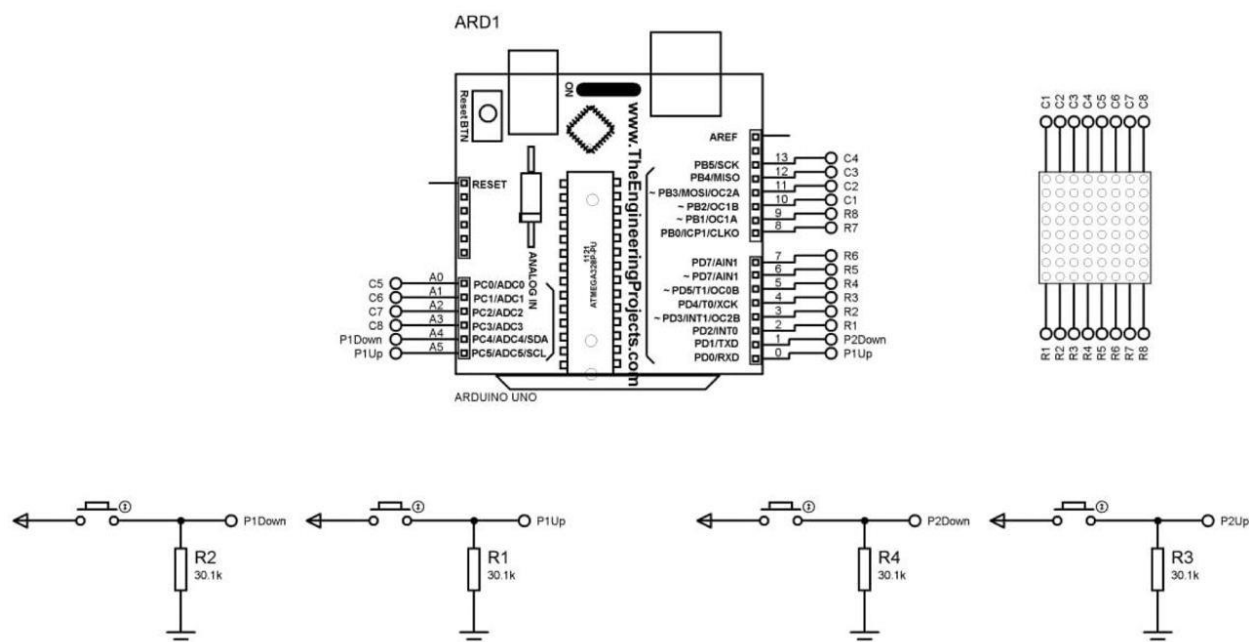 ARD1
Reset BTN
ON
www.TheEngineeringProjects.com
AREF
PB5/SCK 13 C4
PB4/MISO 12 C3
~ PB3/MOSI/OC2A 11 C2
~ PB2/OC1B 10 C1
~ PB1/OC1A 9 R8
PB0/ICP1/CLKO 8 R7
RESET
ANALOG IN
1121
ATMEGA328P-PU
PD7/AIN1 7 R6
~ PD7/AIN1 6 R5
~ PD5/T1/OC0B 5 R4
PD4/T0/XCK 4 R3
~ PD3/INT1/OC2B 3 R2
PD2/INT0 2 R1
PD1/TXD 1 P2Down
PD0/RXD 0 P1Up
C5 A0 PC0/ADC0
C6 A1 PC1/ADC1
C7 A2 PC2/ADC2
C8 A3 PC3/ADC3
P1Down A4 PC4/ADC4/SDA
P1Up A5 PC5/ADC5/SCL
ARDUINO UNO
C1 C2 C3 C4 C5 C6 C7 C8
R1 R2 R3 R4 R5 R6 R7 R8
P1Down
R2
30.1k
P1Up
R1
30.1k
P2Down
R4
30.1k
P2Up
R3
30.1k